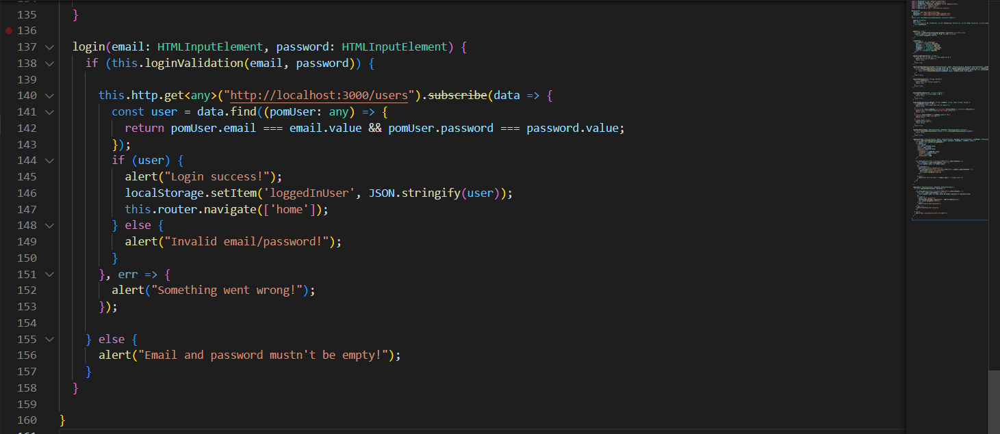 135 }
136
137 login(email: HTMLInputElement, password: HTMLInputElement) {
138 if (this.loginValidation(email, password)) {
139
140 this.http.get<any>("http://localhost:3000/users").subscribe(data => {
141 const user = data.find((pomUser: any) => {
142 return pomUser.email === email.value && pomUser.password === password.value;
143 });
144 if (user) {
145 alert("Login success!");
146 localStorage.setItem('loggedInUser', JSON.stringify(user));
147 this.router.navigate(['home']);
148 } else {
149 alert("Invalid email/password!");
150 }
151 }, err => {
152 alert("Something went wrong!");
153 });
154
155 } else {
156 alert("Email and password mustn't be empty!");
157 }
158 }
159
160 }